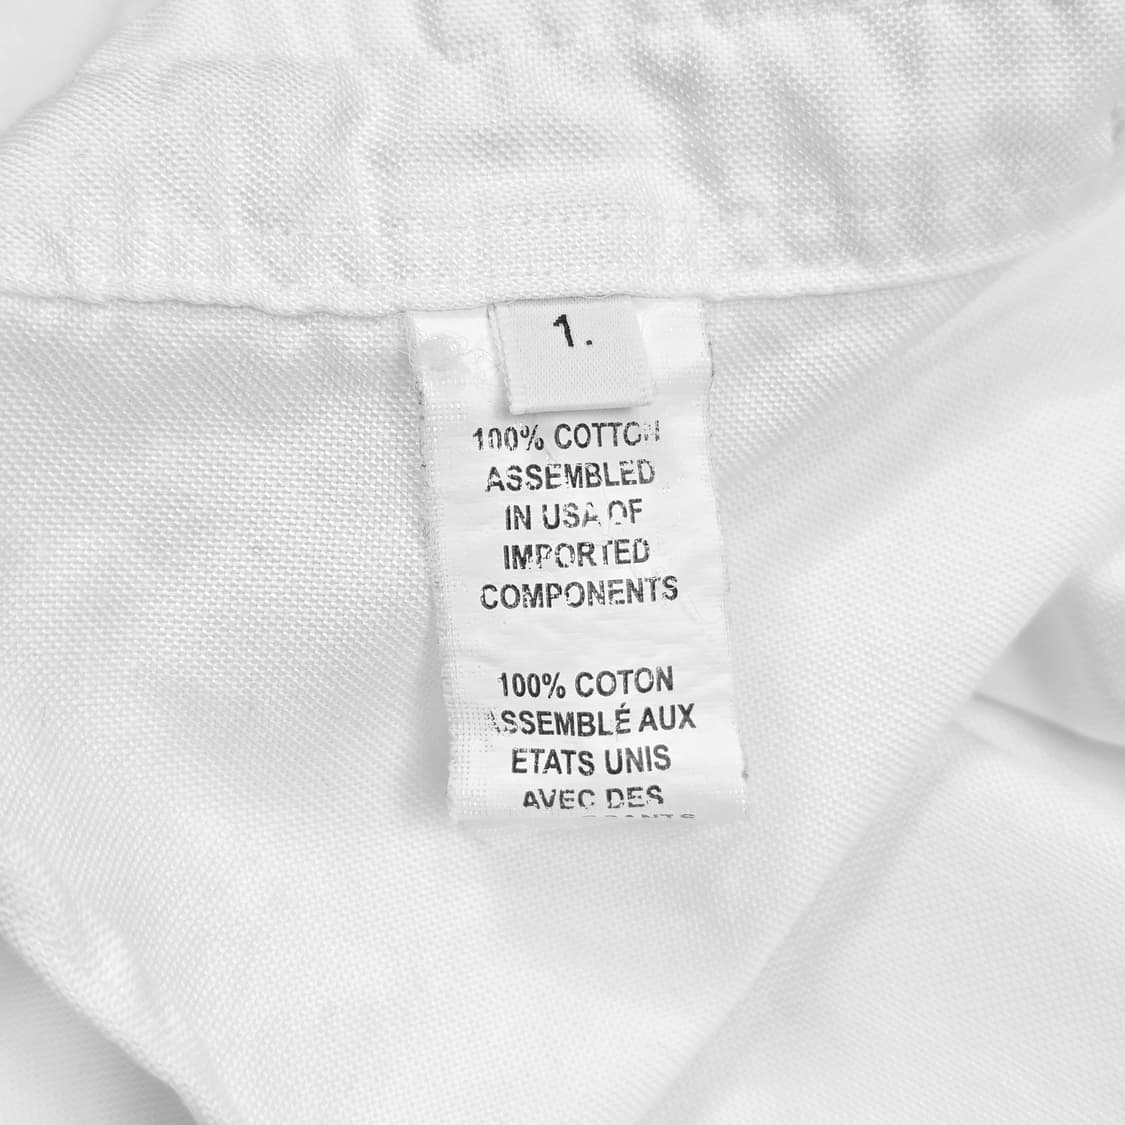 1.
100% COTTON
ASSEMBLED
IN USA OF
IMPORTED
COMPONENTS
100% COTON
ASSEMBLÉ AUX
ETATS UNIS
AVEC DES